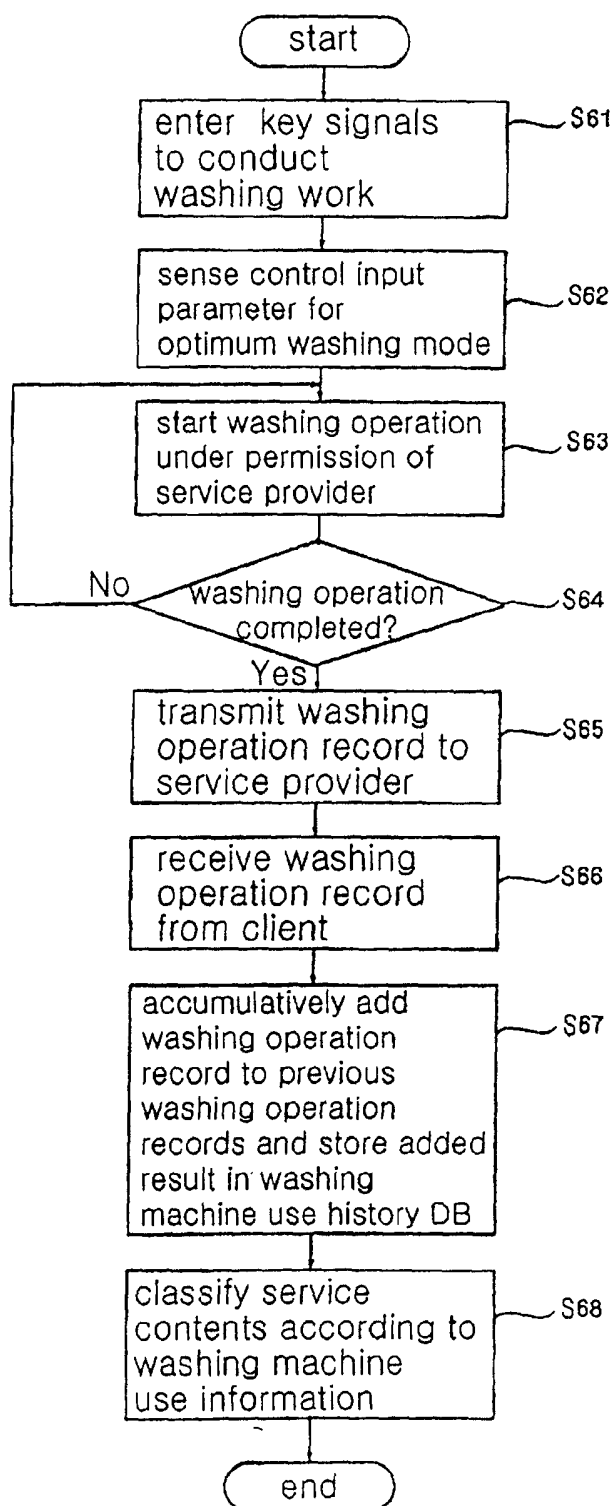 start
enter key signals
to conduct
washing work
S61
sense control input
parameter for
optimum washing mode
S62
start washing operation
under permission of
service provider
S63
No
washing operation
completed?
S64
Yes
transmit washing
operation record to
service provider
S65
receive washing
operation record
from client
S66
accumulatively add
washing operation
record to previous
washing operation
records and store added
result in washing
machine use history DB
S67
classify service
contents according to
washing machine
use information
S68
end